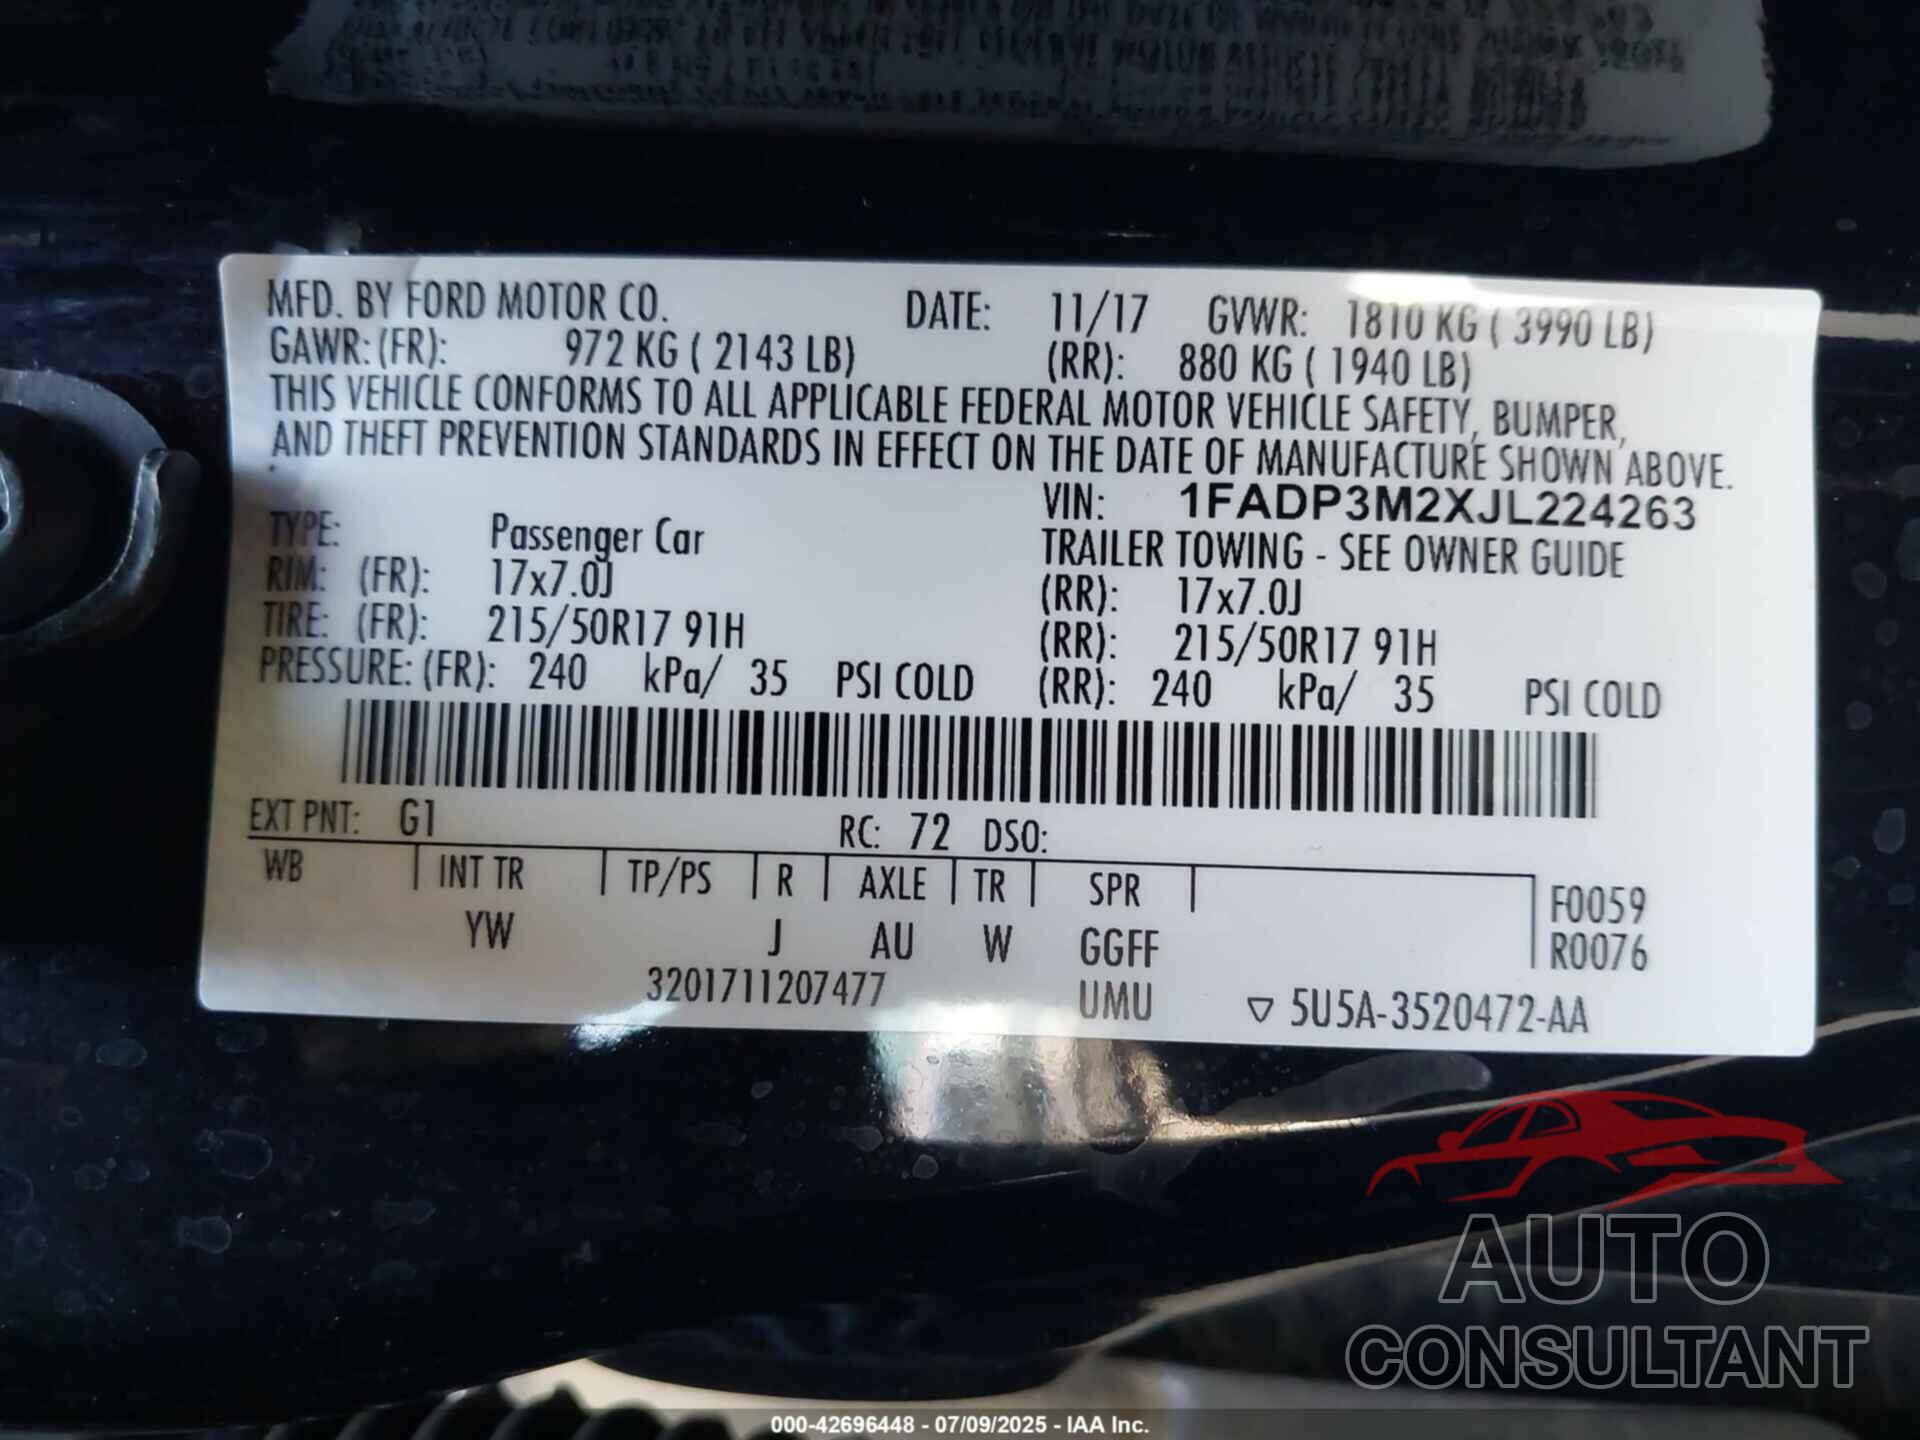 MFD. BY FORD MOTOR CO. DATE: 11/17 GVWR: 1810 KG ( 3990 LB)
GAWR: (FR): 972 KG ( 2143 LB) (RR): 880 KG ( 1940 LB)
THIS VEHICLE CONFORMS TO ALL APPLICABLE FEDERAL MOTOR VEHICLE SAFETY, BUMPER,
AND THEFT PREVENTION STANDARDS IN EFFECT ON THE DATE OF MANUFACTURE SHOWN ABOVE.
VIN: 1FADP3M2XJL224263
TYPE: Passenger Car TRAILER TOWING - SEE OWNER GUIDE
RIM: (FR): 17x7.0J (RR): 17x7.0J
TIRE: (FR): 215/50R17 91H (RR): 215/50R17 91H
PRESSURE: (FR): 240 kPa/ 35 PSI COLD (RR): 240 kPa/ 35 PSI COLD
EXT PNT: G1 RC: 72 DSO:
WB INT TR TP/PS R AXLE TR SPR F0059
YW J AU W GGFF R0076
3201711207477 UMU ▽ 5U5A-3520472-AA
AUTO
CONSULTANT
000-42696448 - 07/09/2025 - IAA Inc.